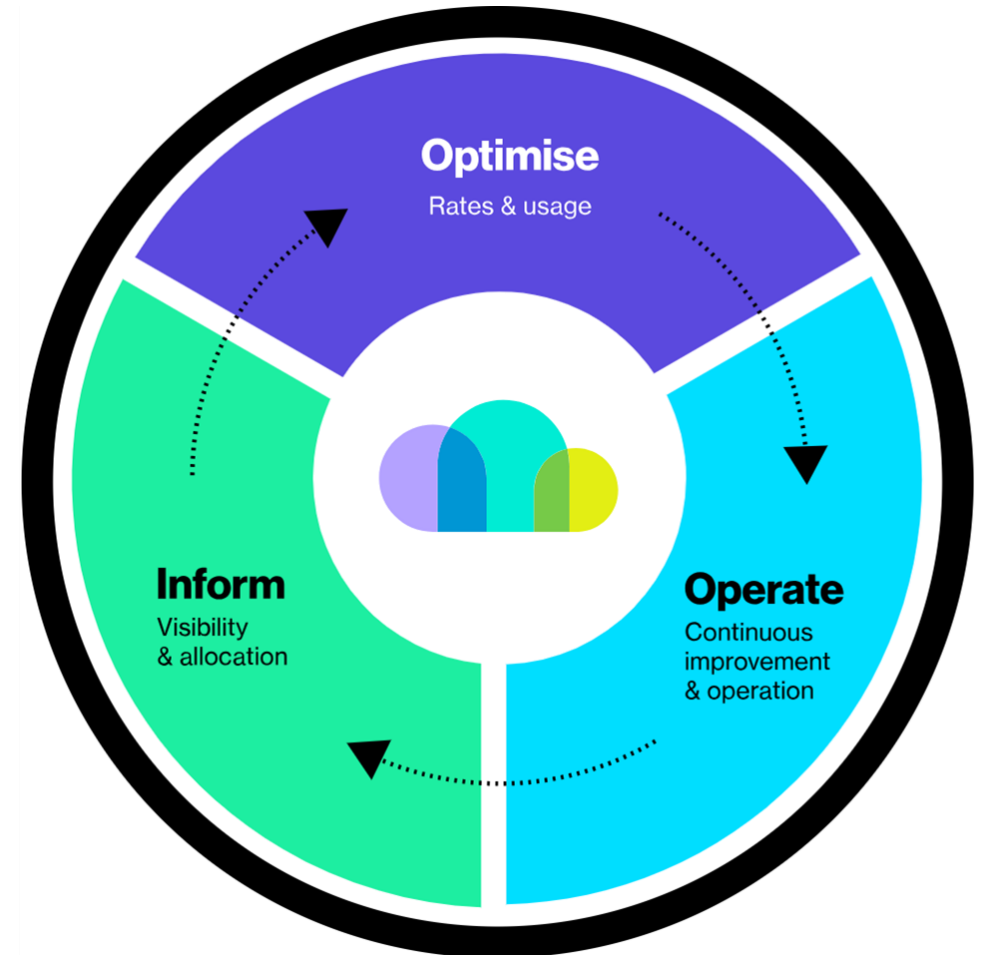 Optimise
Rates & usage
Inform
Visibility
& allocation
Operate
Continuous
improvement
& operation